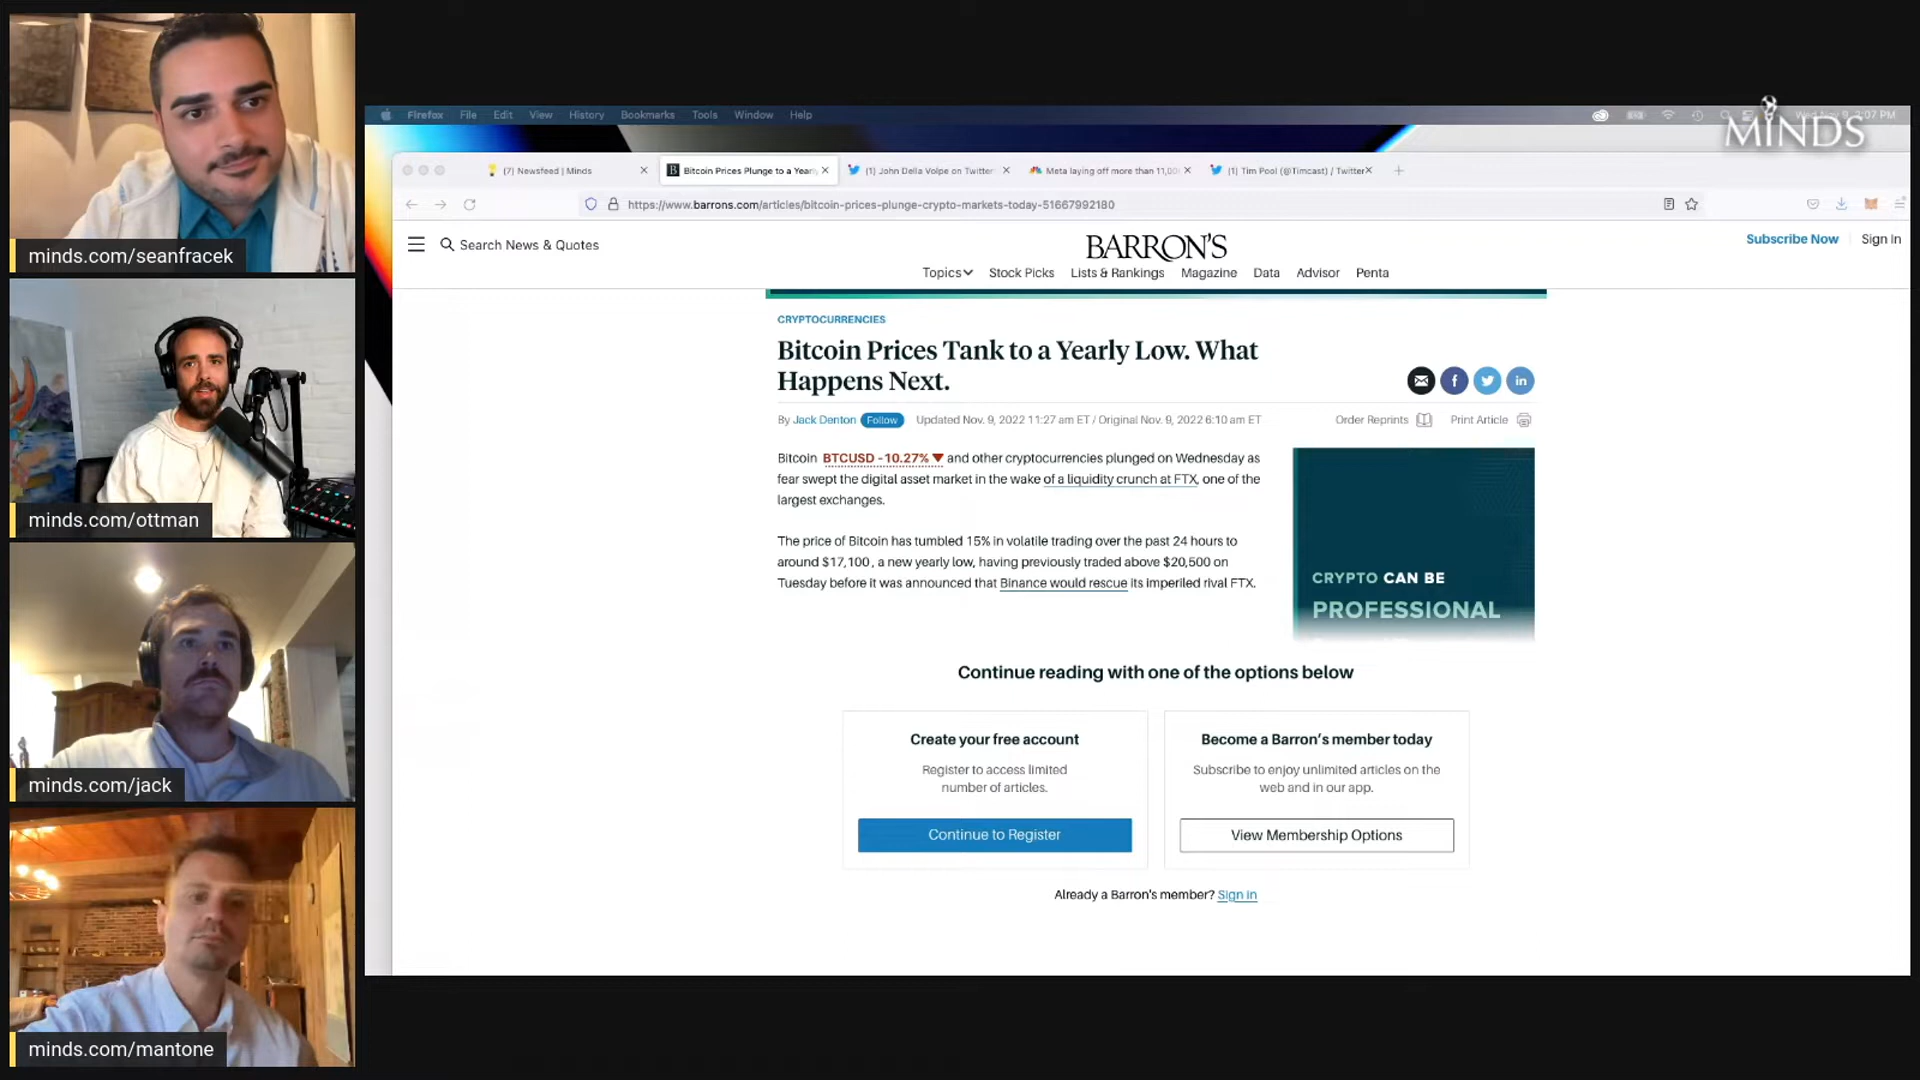 minds.com/seanfracek
minds.com/ottman
minds.com/jack
minds.com/mantone
Firefox File Edit View History Bookmarks Tools Window Help
MINDS
(7) Newsfeed | Minds
Bitcoin Prices Plunge to a Yearly
(1) John Della Volpe on Twitter
Meta laying off more than 11,00
(1) Tim Pool (@Timcast) / Twitter
https://www.barrons.com/articles/bitcoin-prices-plunge-crypto-markets-today-51667992180
Search News & Quotes
BARRON'S
Subscribe Now
Sign In
Topics Stock Picks Lists & Rankings Magazine Data Advisor Penta
CRYPTOCURRENCIES
Bitcoin Prices Tank to a Yearly Low. What
Happens Next.
By Jack Denton Follow Updated Nov. 9, 2022 11:27 am ET / Original Nov. 9, 2022 6:10 am ET
Order Reprints
Print Article
Bitcoin BTCUSD -10.27% ▼ and other cryptocurrencies plunged on Wednesday as
fear swept the digital asset market in the wake of a liquidity crunch at FTX, one of the
largest exchanges.
The price of Bitcoin has tumbled 15% in volatile trading over the past 24 hours to
around $17,100, a new yearly low, having previously traded above $20,500 on
Tuesday before it was announced that Binance would rescue its imperiled rival FTX.
CRYPTO CAN BE
PROFESSIONAL
Continue reading with one of the options below
Create your free account
Register to access limited
number of articles.
Continue to Register
Become a Barron's member today
Subscribe to enjoy unlimited articles on the
web and in our app.
View Membership Options
Already a Barron's member? Sign in